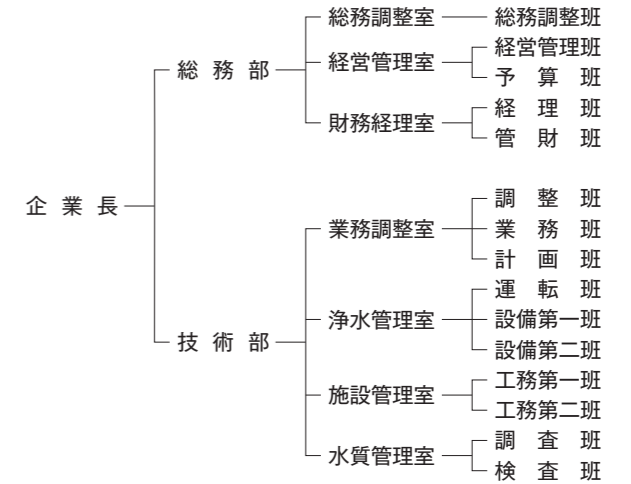 総務調整室
総務調整班
経営管理班
総務部
経営管理室
予算班
経理班
財務経理室
管財班
企業長
調整班
業務調整室
業務班
計画班
運転班
浄水管理室
設備第一班
技術部
設備第二班
工務第一班
施設管理室
工務第二班
調査班
水質管理室
検査班